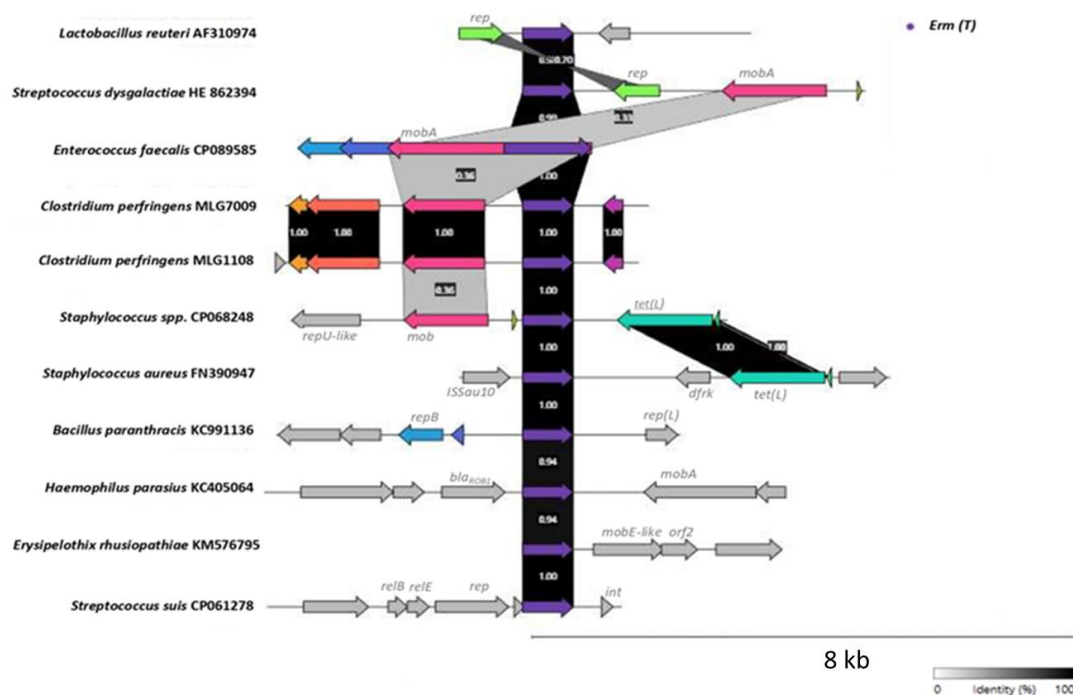 rep
Lactobacillus reuteri AF310974
Erm (T)
0.70
rep
mobA
Streptococcus dysgalactiae HE 862394
0.99
0.33
mobA
Enterococcus faecalis CP089585
0.36
1.00
Clostridium perfringens MLG7009
1.00 1.00 1.00 1.00 1.00
Clostridium perfringens MLG1108
0.36
1.00
tet(L)
Staphylococcus spp. CP068248
repU-like
mob
1.00
1.00
1.00
Staphylococcus aureus FN390947
ISSau10
dfrk
tet(L)
1.00
repB
rep(L)
Bacillus paranthracis KC991136
0.94
blaROB1
mobA
Haemophilus parasius KC405064
0.94
mobE-like orf2
Erysipelothix rhusiopathiae KM576795
1.00
relB relE rep
int
Streptococcus suis CP061278
8 kb
0 Identity (%) 100